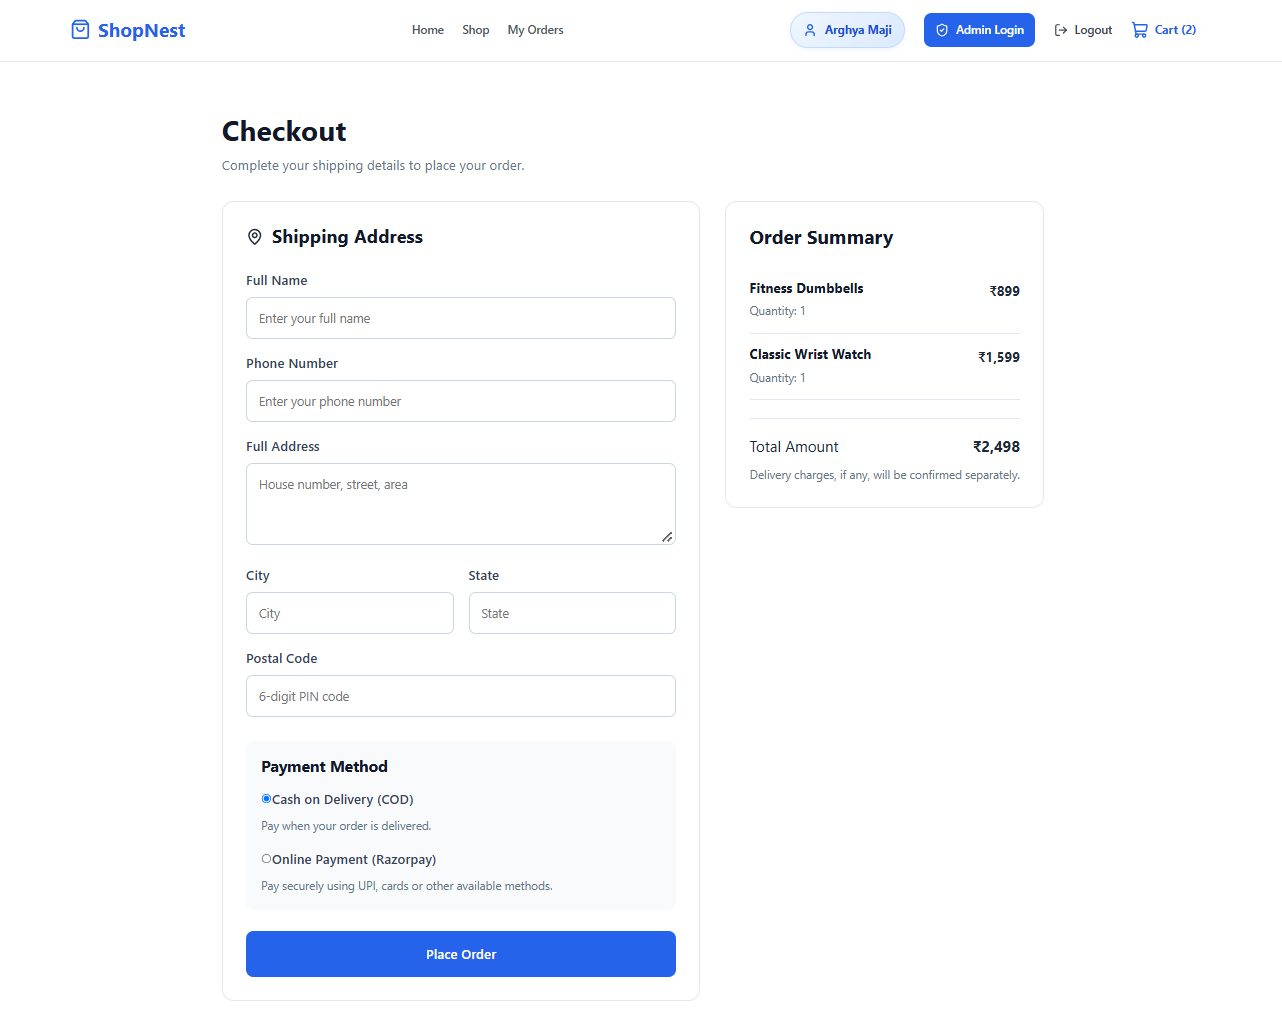 ShopNest
Home Shop My Orders
Arghya Maji
Admin Login
Logout
Cart (2)
Checkout
Complete your shipping details to place your order.
Shipping Address
Full Name
Enter your full name
Phone Number
Enter your phone number
Full Address
House number, street, area
City
City
State
State
Postal Code
6-digit PIN code
Payment Method
Cash on Delivery (COD)
Pay when your order is delivered.
Online Payment (Razorpay)
Pay securely using UPI, cards or other available methods.
Place Order
Order Summary
Fitness Dumbbells ₹899
Quantity: 1
Classic Wrist Watch ₹1,599
Quantity: 1
Total Amount ₹2,498
Delivery charges, if any, will be confirmed separately.